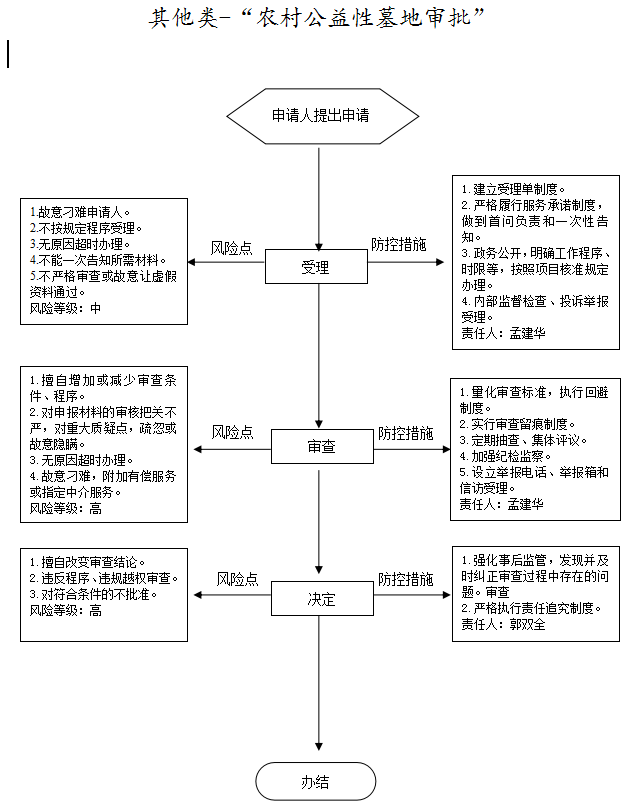 其他类-“农村公益性墓地审批”
申请人提出申请
1.故意刁难申请人。
2.不按规定程序受理。
3.无原因超时办理。
4.不能一次告知所需材料。
5.不严格审查或故意让虚假
资料通过。
风险等级：中
风险点
受理
防控措施
1.建立受理单制度。
2.严格履行服务承诺制度，
做到首问负责和一次性告
知。
3.政务公开，明确工作程序、
时限等，按照项目核准规定
办理。
4.内部监督检查、投诉举报
受理。
责任人：孟建华
1.擅自增加或减少审查条
件、程序。
2.对申报材料的审核把关不
严，对重大质疑点，疏忽或
故意隐瞒。
3.无原因超时办理。
4.故意刁难，附加有偿服务
或指定中介服务。
风险等级：高
风险点
审查
防控措施
1.量化审查标准，执行回避
制度。
2.实行审查留痕制度。
3.定期抽查、集体评议。
4.加强纪检监察。
5.设立举报电话、举报箱和
信访受理。
责任人：孟建华
1.擅自改变审查结论。
2.违反程序、违规越权审查。
3.对符合条件的不批准。
风险等级：高
风险点
决定
防控措施
1.强化事后监管，发现并及
时纠正审查过程中存在的问
题。审查
2.严格执行责任追究制度。
责任人：郭双全
办结